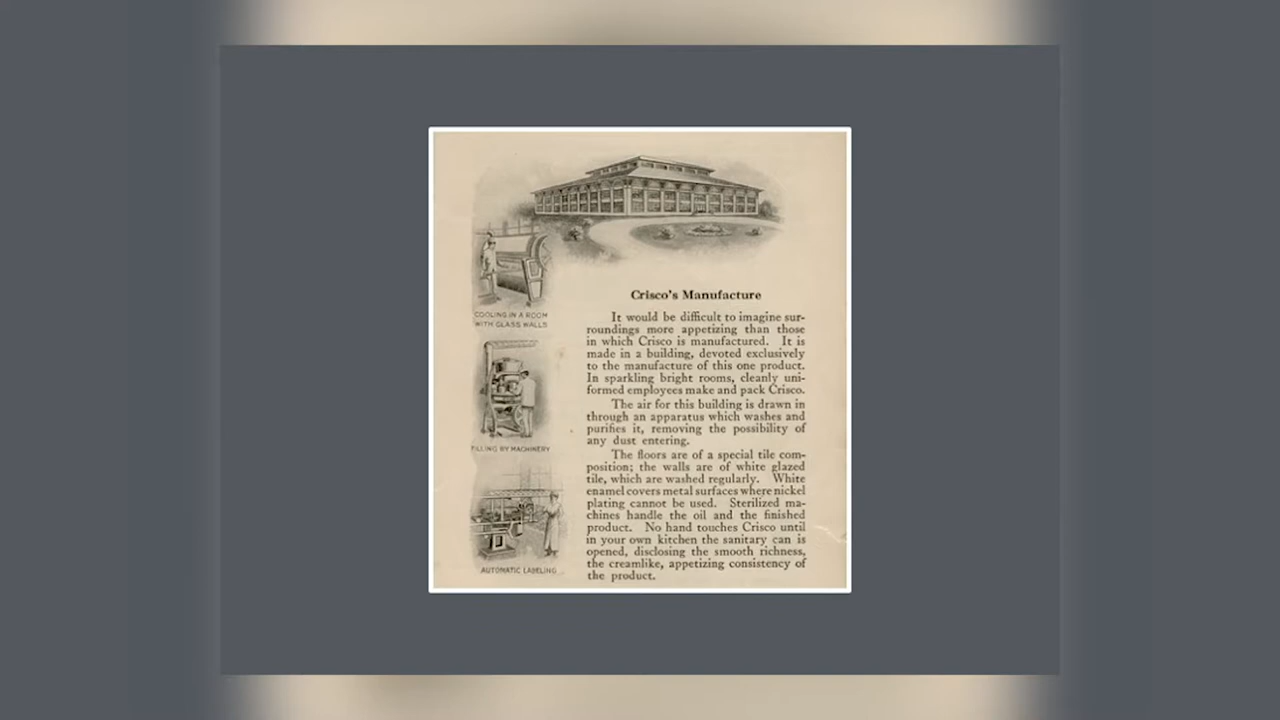 COOLING IN A ROOM
WITH GLASS WALLS
FILLING BY MACHINERY
AUTOMATIC LABELING
Crisco's Manufacture
It would be difficult to imagine sur-
roundings more appetizing than those
in which Crisco is manufactured. It is
made in a building, devoted exclusively
to the manufacture of this one product.
In sparkling bright rooms, cleanly uni-
formed employees make and pack Crisco.
The air for this building is drawn in
through an apparatus which washes and
purifies it, removing the possibility of
any dust entering.
The floors are of a special tile com-
position; the walls are of white glazed
tile, which are washed regularly. White
enamel covers metal surfaces where nickel
plating cannot be used. Sterilized ma-
chines handle the oil and the finished
product. No hand touches Crisco until
in your own kitchen the sanitary can is
opened, disclosing the smooth richness,
the creamlike, appetizing consistency of
the product.